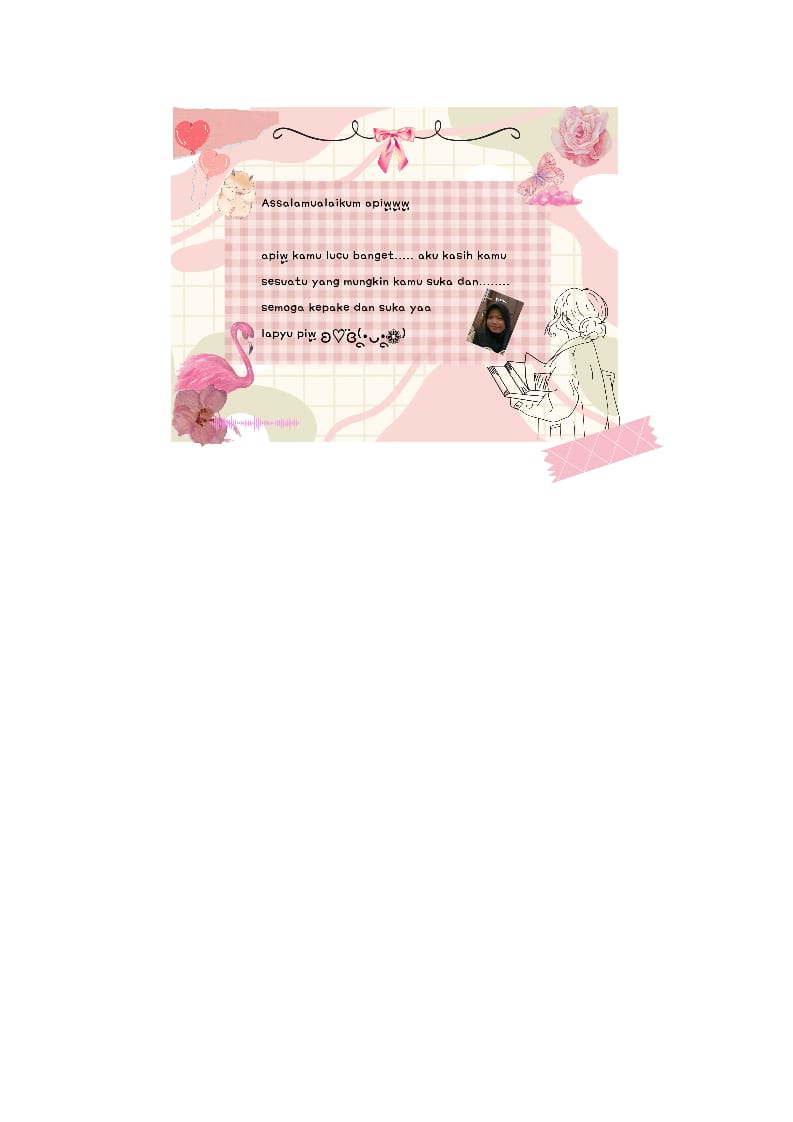 Assalamualaikum apiwww
apiw kamu lucu banget..... aku kasih kamu
sesuatu yang mungkin kamu suka dan........
semoga kepake dan suka yaa
lapyu piw ʚ♡̈ɞ(ू•ᴗ•ू❁)